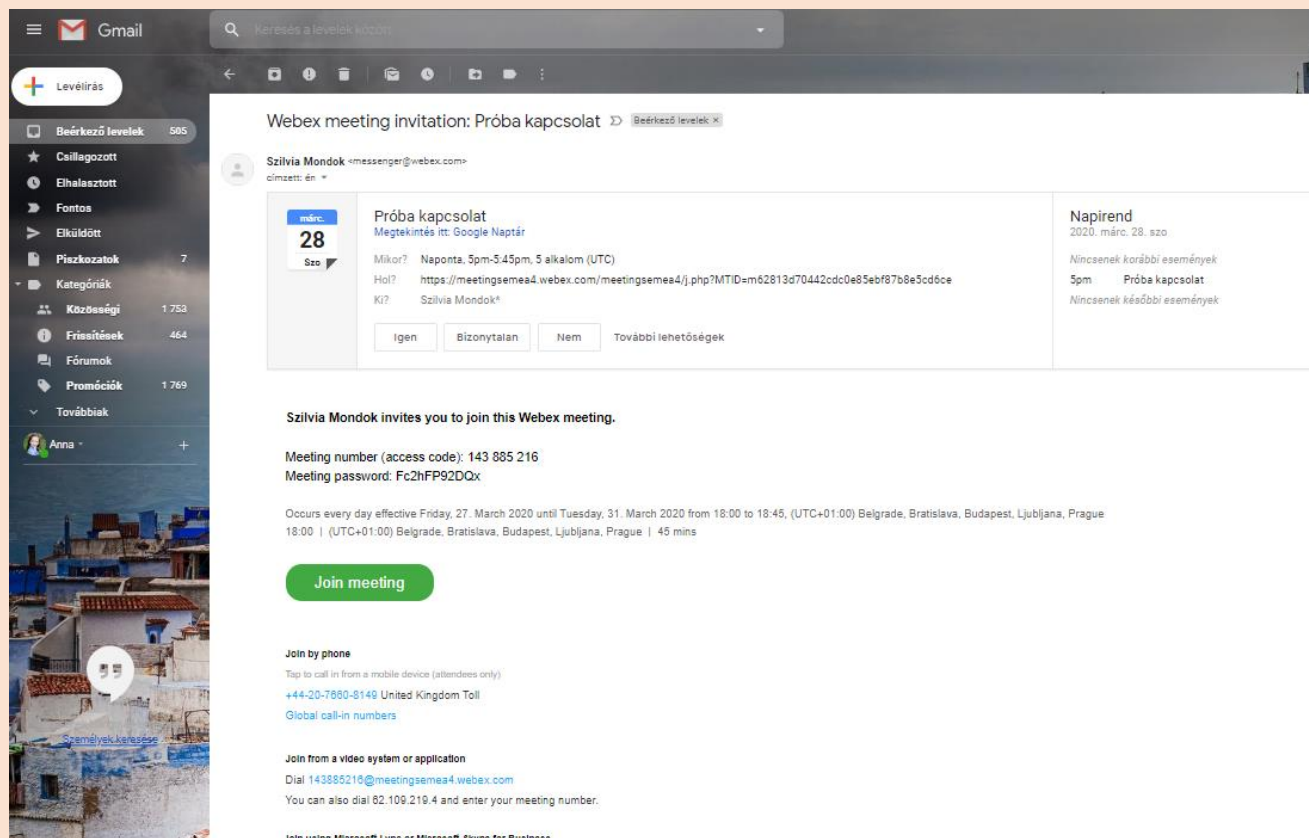 Gmail
Keresés a levelek között
Levélírás
Beérkező levelek 505
Csillagozott
Elhalasztott
Fontos
Elküldött
Piszkozatok 7
Kategóriák
Közösségi 1 753
Frissítések 464
Fórumok
Promóciók 1 769
Továbbiak
Anna
Személyek keresése
Webex meeting invitation: Próba kapcsolat Beérkező levelek ×
Szilvia Mondok <messenger@webex.com>
címzett: én
márc.
28
Szo
Próba kapcsolat
Megtekintés itt: Google Naptár
Mikor? Naponta, 5pm-5:45pm, 5 alkalom (UTC)
Hol? https://meetingsemea4.webex.com/meetingsemea4/j.php?MTID=m62813d70442cdc0e85ebf87b8e5cd6ce
Ki? Szilvia Mondok*
Igen Bizonytalan Nem További lehetőségek
Napirend
2020. márc. 28. szo
Nincsenek korábbi események
5pm Próba kapcsolat
Nincsenek későbbi események
Szilvia Mondok invites you to join this Webex meeting.
Meeting number (access code): 143 885 216
Meeting password: Fc2hFP92DQx
Occurs every day effective Friday, 27. March 2020 until Tuesday, 31. March 2020 from 18:00 to 18:45, (UTC+01:00) Belgrade, Bratislava, Budapest, Ljubljana, Prague
18:00 | (UTC+01:00) Belgrade, Bratislava, Budapest, Ljubljana, Prague | 45 mins
Join meeting
Join by phone
Tap to call in from a mobile device (attendees only)
+44-20-7660-8149 United Kingdom Toll
Global call-in numbers
Join from a video system or application
Dial 143885216@meetingsemea4.webex.com
You can also dial 62.109.219.4 and enter your meeting number.
Join using Microsoft Lync or Microsoft Skype for Business